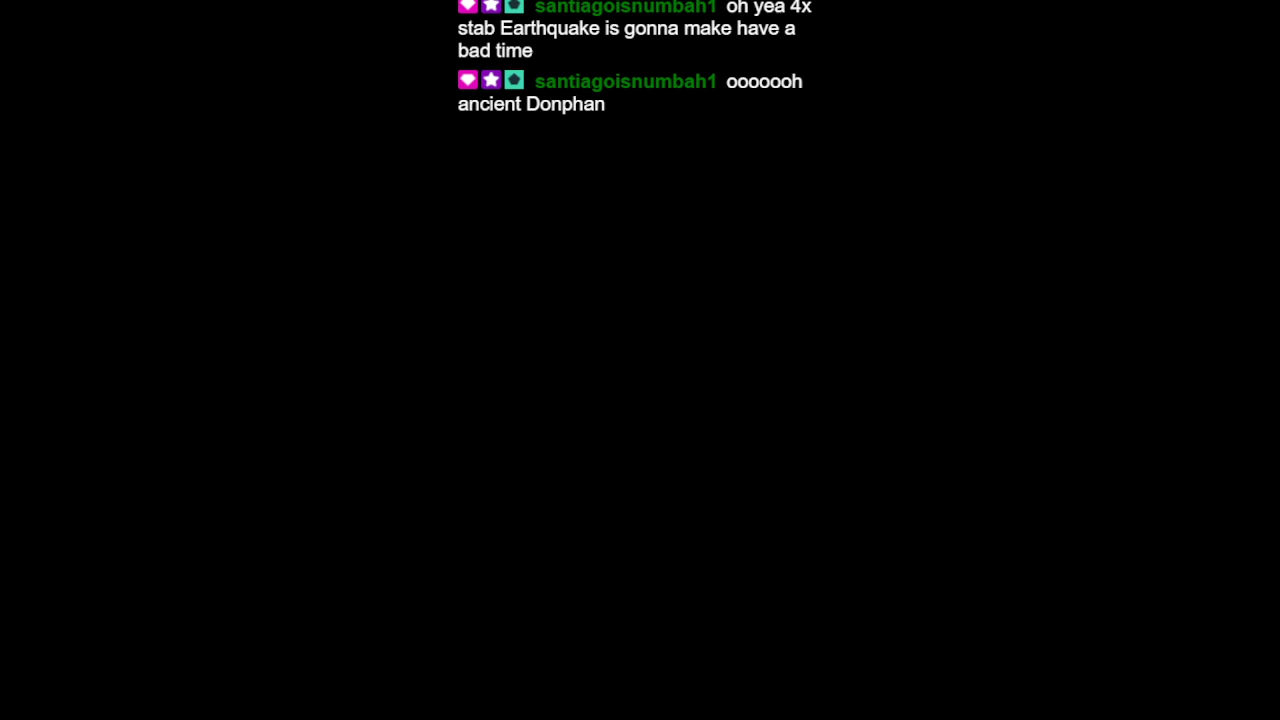 santiagoisnumbah1 oh yea 4x
stab Earthquake is gonna make have a
bad time
santiagoisnumbah1 ooooooh
ancient Donphan